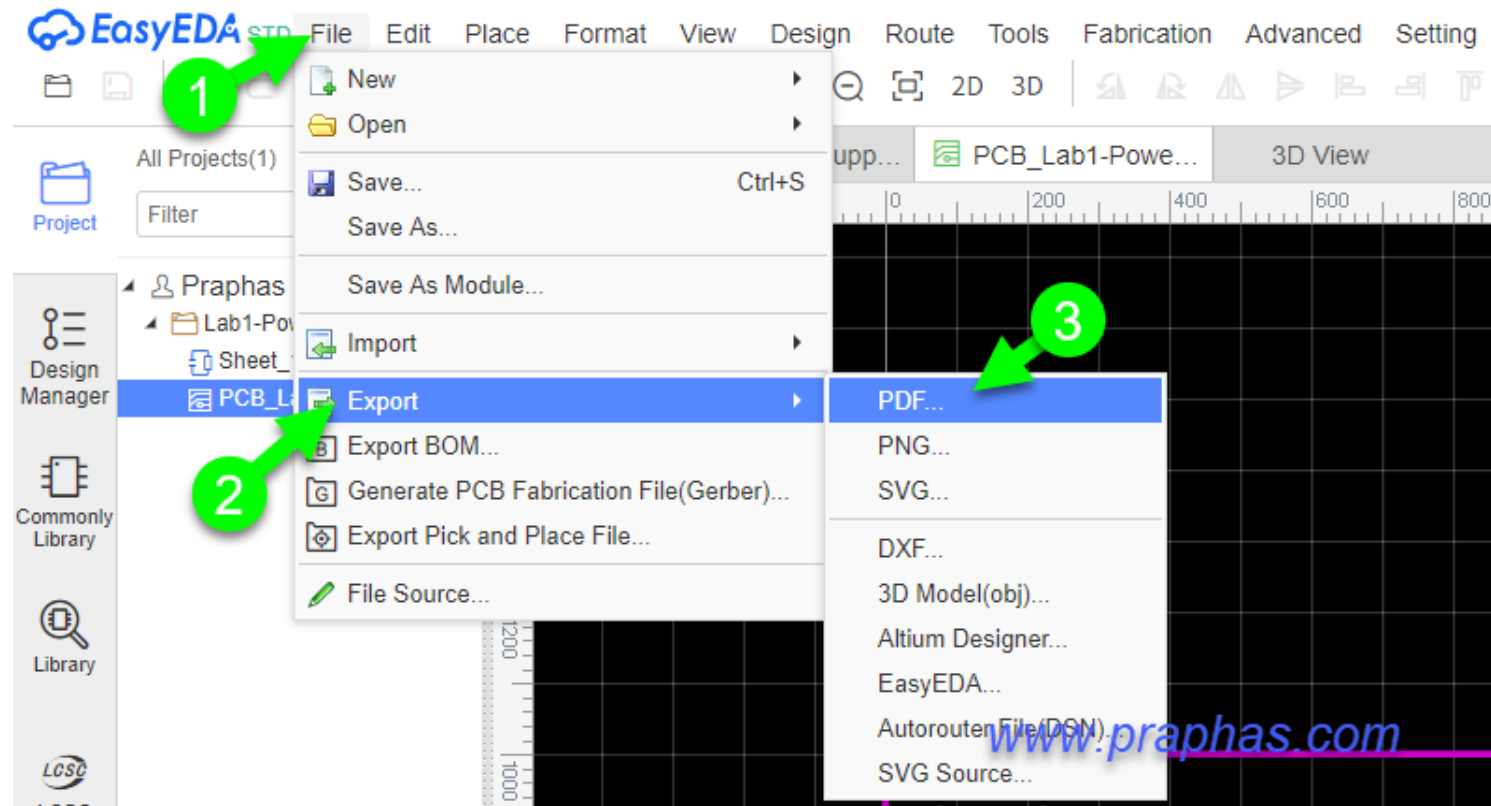 EasyEDA STD File Edit Place Format View Design Route Tools Fabrication Advanced Setting
1
2D 3D
New
Open
Save... Ctrl+S
Save As...
Save As Module...
Import
Export
Export BOM...
Generate PCB Fabrication File(Gerber)...
Export Pick and Place File...
File Source...
2
3
PDF...
PNG...
SVG...
DXF...
3D Model(obj)...
Altium Designer...
EasyEDA...
Autorouter File(DSN)...
SVG Source...
All Projects(1)
Filter
Praphas
Lab1-Pow
Sheet_
PCB_La
Project
Design
Manager
Commonly
Library
Library
LCSC
upp... PCB_Lab1-Powe... 3D View
0 200 400 600 800
1200
1000
www.praphas.com